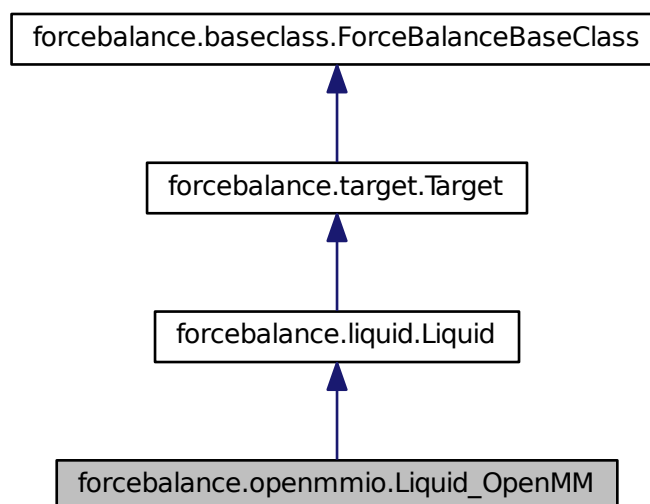 forcebalance.baseclass.ForceBalanceBaseClass
forcebalance.target.Target
forcebalance.liquid.Liquid
forcebalance.openmmio.Liquid_OpenMM